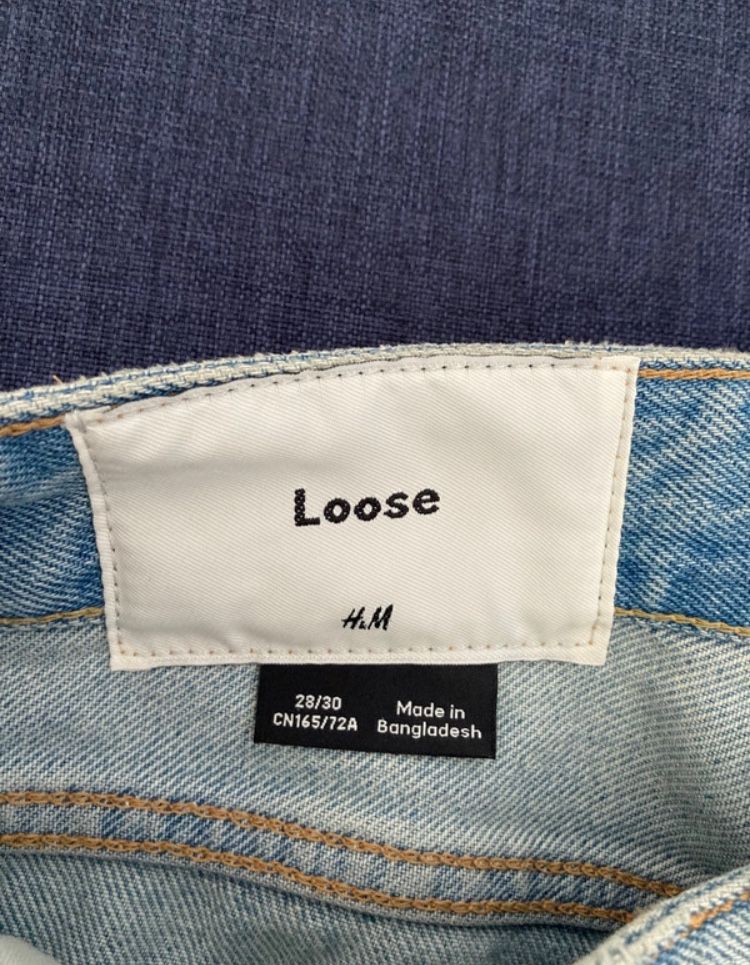 Loose
H&M
28/30
CN165/72A
Made in
Bangladesh